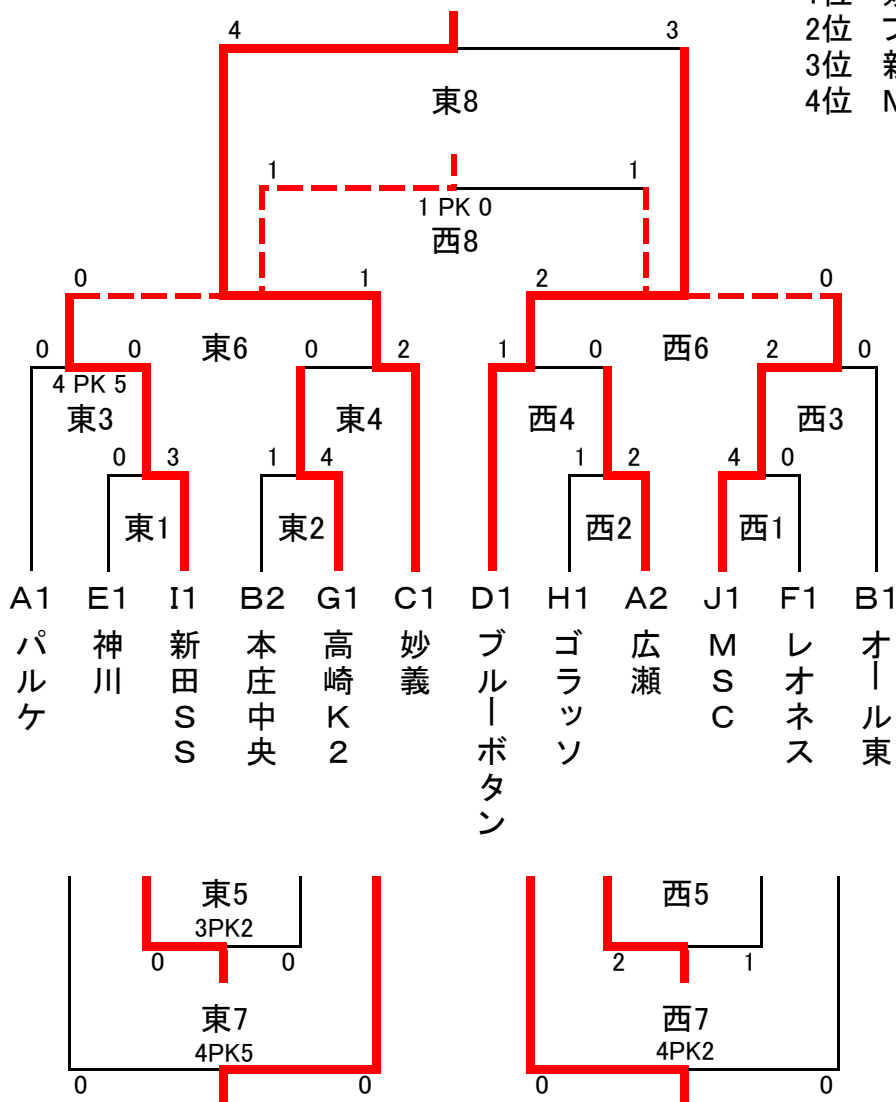 4 3
2位
3位
4位
東8
1 1
1 PK 0
西8
0 1 2 0
東6 西6
0 0 0 2 1 0 2 0
4 PK 5
東3 東4 西4 西3
0 3 1 4 1 2 4 0
東1 東2 西2 西1
A1 E1 I1 B2 G1 C1 D1 H1 A2 J1 F1 B1
パルケ
神川
新田SS
本庄中央
高崎K2
妙義
ブルーボタン
ゴラッソ
広瀬
MSC
レオネス
オール東
東5 西5
3PK2
0 0 2 1
東7 西7
4PK5 4PK2
0 0 0 0